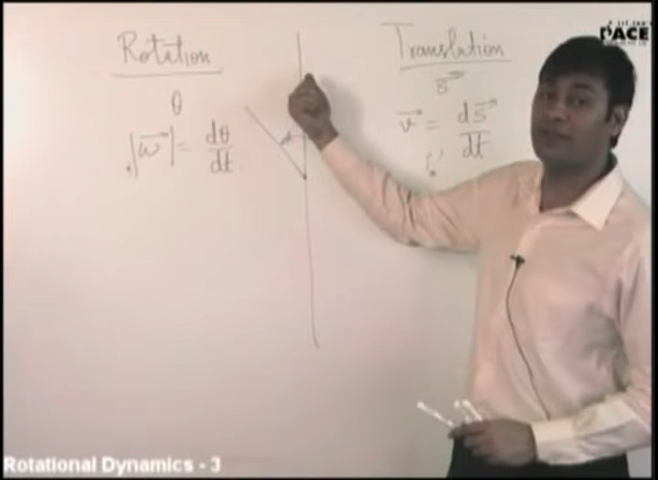 Rotation
θ
|w⃗| = dθ/dt
Translation
s⃗
v⃗ = ds⃗/dt
PACE
Rotational Dynamics - 3